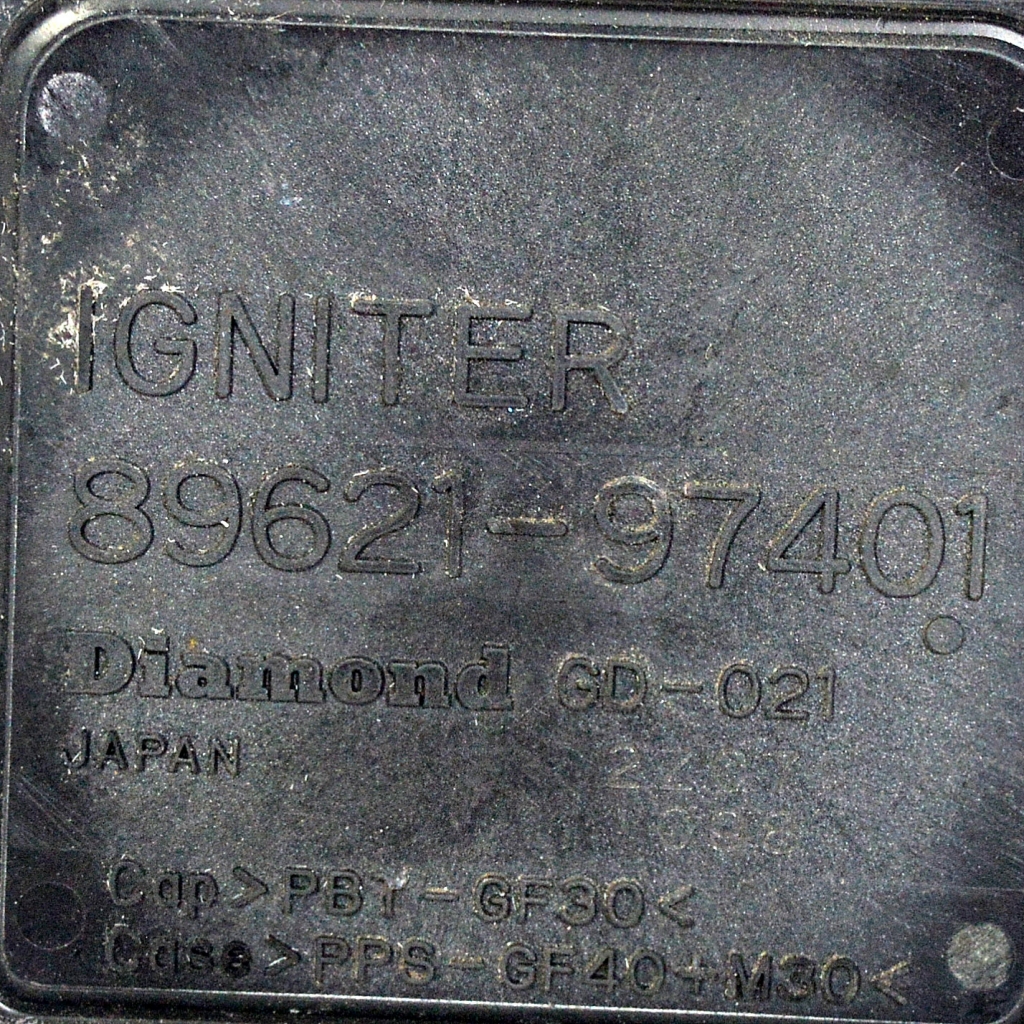 IGNITER
89621-97401
Diamond GD-021
JAPAN
Cap>PBT-GF30<
Case>PPS-GF40+M30<